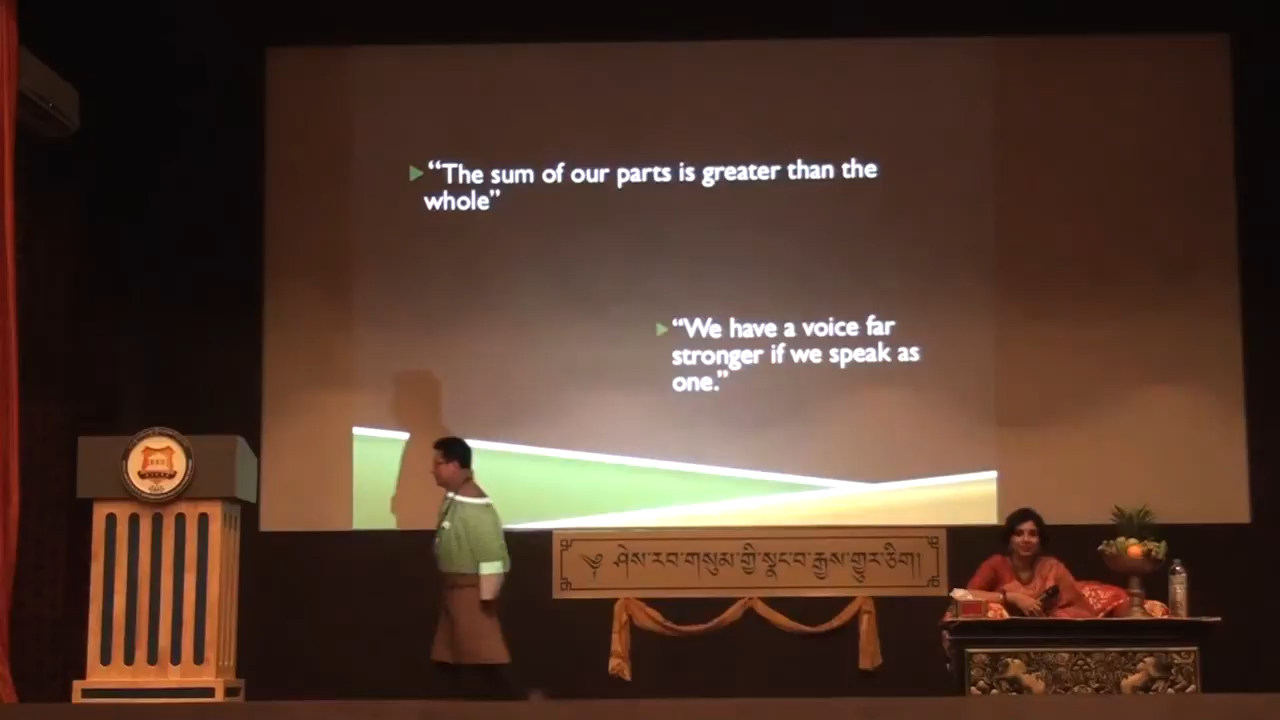 “The sum of our parts is greater than the
whole”
“We have a voice far
stronger if we speak as
one.”
༄ ཤེས་རབ་གསུམ་གྱི་སྣང་བ་རྒྱས་གྱུར་ཅིག།